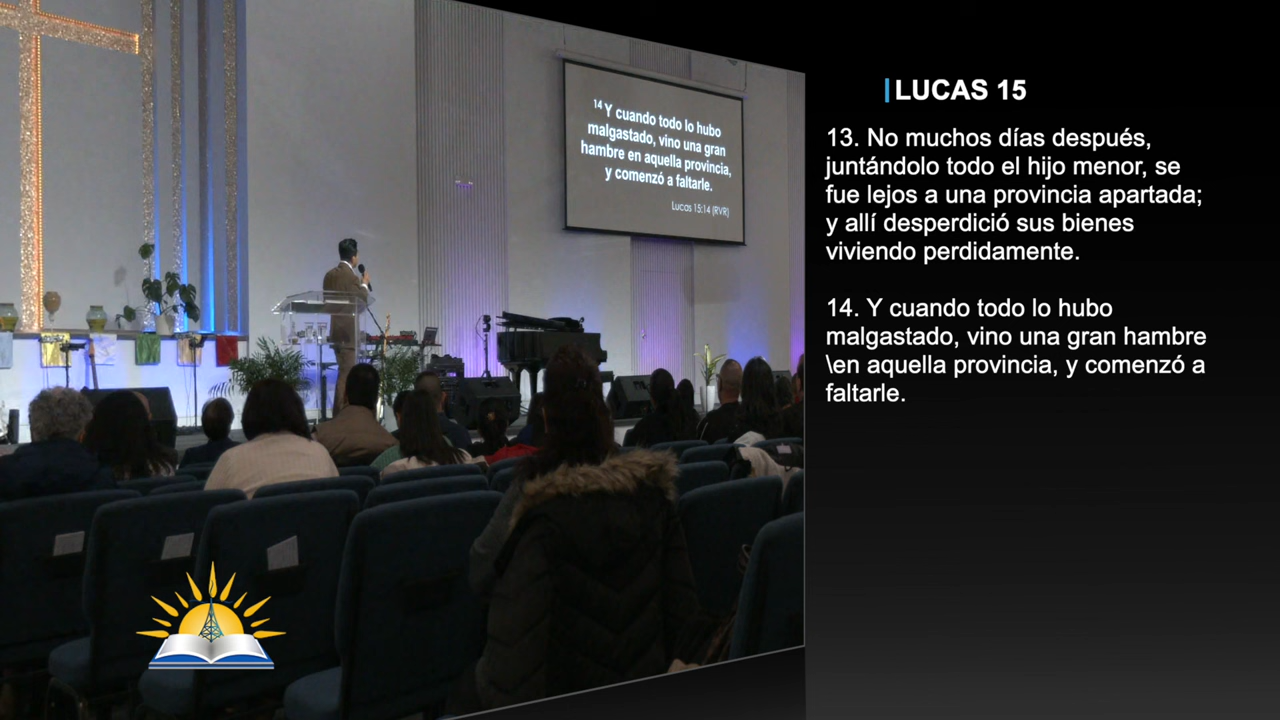 14 Y cuando todo lo hubo
malgastado, vino una gran
hambre en aquella provincia,
y comenzó a faltarle.
Lucas 15:14 (RVR)
|LUCAS 15
13. No muchos días después,
juntándolo todo el hijo menor, se
fue lejos a una provincia apartada;
y allí desperdició sus bienes
viviendo perdidamente.
14. Y cuando todo lo hubo
malgastado, vino una gran hambre
\en aquella provincia, y comenzó a
faltarle.